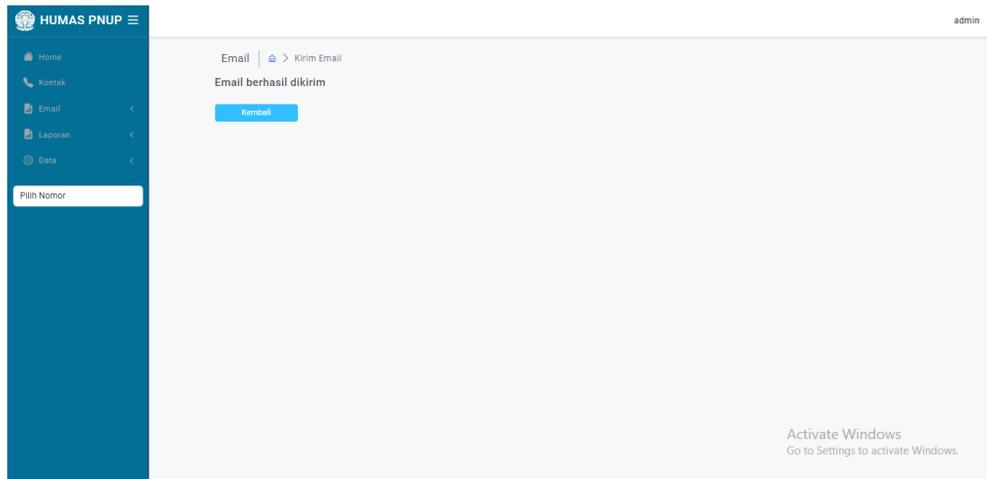 HUMAS PNUP
admin
Home
Kontak
Email
Laporan
Data
Pilih Nomor
Email
Kirim Email
Email berhasil dikirim
Kembali
Activate Windows
Go to Settings to activate Windows.